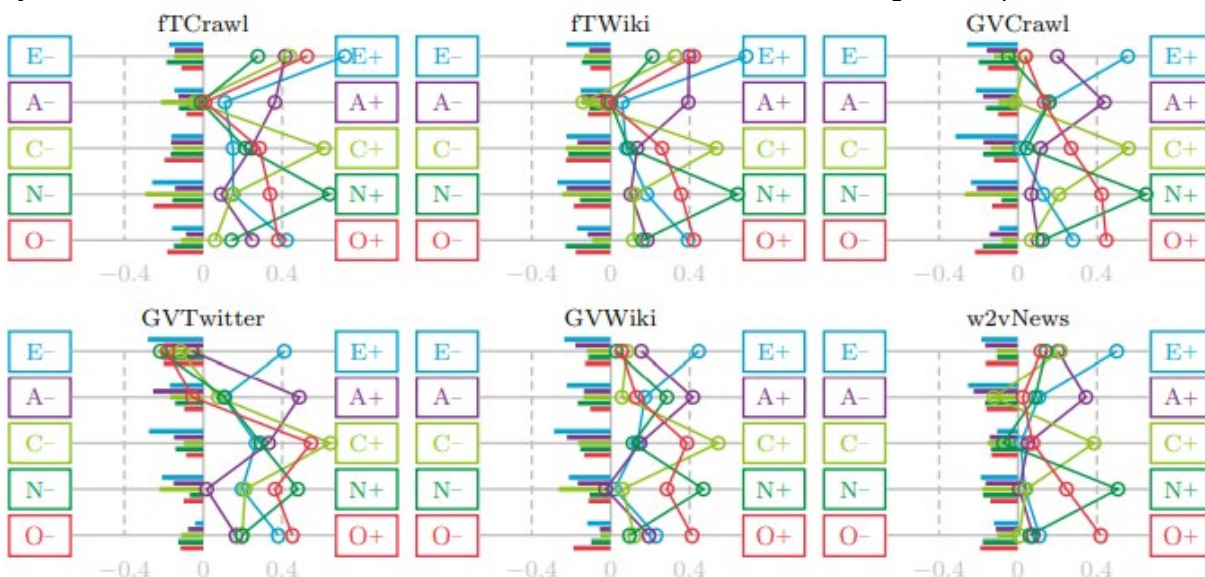 fTCrawl fTWiki GVCrawl
E– E+ E– E+ E– E+
A– A+ A– A+ A– A+
C– C+ C– C+ C– C+
N– N+ N– N+ N– N+
O– O+ O– O+ O– O+
−0.4 0 0.4 −0.4 0 0.4 −0.4 0 0.4
GVTwitter GVWiki w2vNews
E– E+ E– E+ E– E+
A– A+ A– A+ A– A+
C– C+ C– C+ C– C+
N– N+ N– N+ N– N+
O– O+ O– O+ O– O+
−0.4 0 0.4 −0.4 0 0.4 −0.4 0 0.4